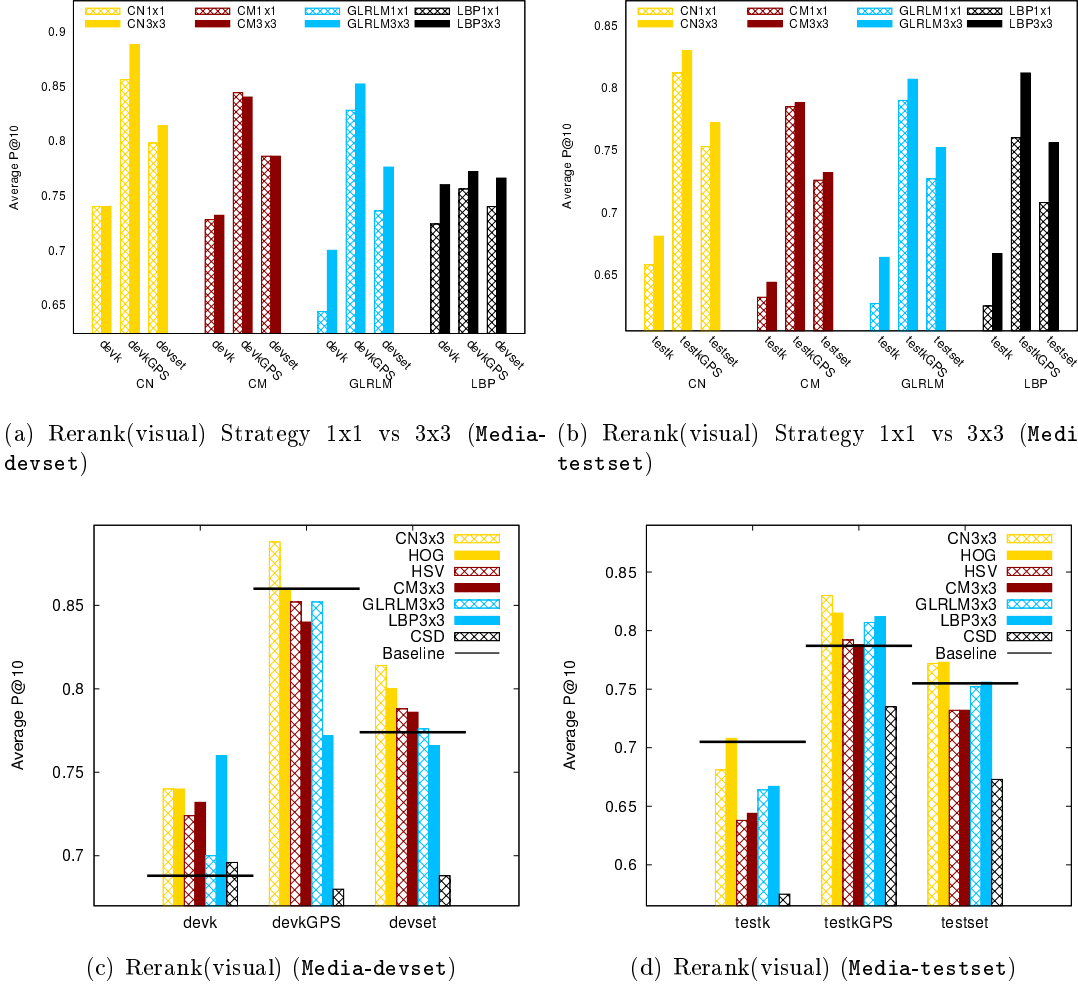 CN1x1 CM1x1 GLRLM1x1 LBP1x1
CN3x3 CM3x3 GLRLM3x3 LBP3x3
0.9
0.85
0.8
0.75
0.7
0.65
Average P@10
devk devkGPS devset devk devkGPS devset devk devkGPS devset devk devkGPS devset
CN CM GLRLM LBP
(a) Rerank(visual) Strategy 1x1 vs 3x3 (Media-
devset)
CN1x1 CM1x1 GLRLM1x1 LBP1x1
CN3x3 CM3x3 GLRLM3x3 LBP3x3
0.85
0.8
0.75
0.7
0.65
Average P@10
testk testkGPS testset testk testkGPS testset testk testkGPS testset testk testkGPS testset
CN CM GLRLM LBP
(b) Rerank(visual) Strategy 1x1 vs 3x3 (Medi
testset)
CN3x3
HOG
HSV
CM3x3
GLRLM3x3
LBP3x3
CSD
Baseline
0.85
0.8
0.75
0.7
Average P@10
devk devkGPS devset
(c) Rerank(visual) (Media-devset)
CN3x3
HOG
HSV
CM3x3
GLRLM3x3
LBP3x3
CSD
Baseline
0.85
0.8
0.75
0.7
0.65
0.6
Average P@10
testk testkGPS testset
(d) Rerank(visual) (Media-testset)